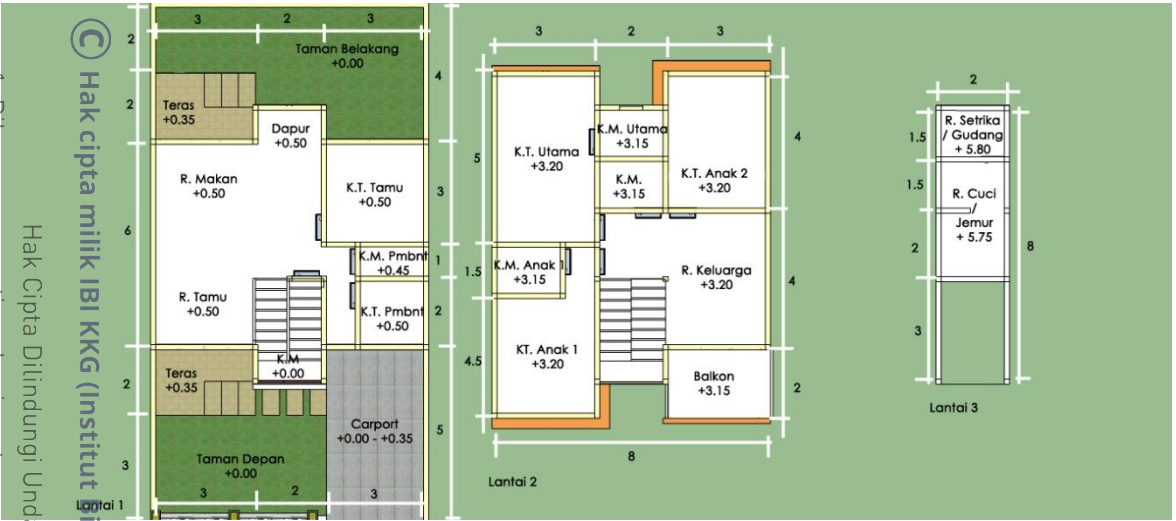 © Hak cipta milik IBI KKG (Institut Bi
Hak Cipta Dilindungi Und
3
2
3
2
2
6
2
3
4
3
1
2
5
Taman Belakang
+0.00
Teras
+0.35
Dapur
+0.50
R. Makan
+0.50
K.T. Tamu
+0.50
K.M. Pmbnt
+0.45
R. Tamu
+0.50
K.T. Pmbnt
+0.50
K.M
+0.00
Teras
+0.35
Carport
+0.00 - +0.35
Taman Depan
+0.00
3
2
3
Lantai 1
3
2
3
5
1.5
4.5
4
4
2
K.T. Utama
+3.20
K.M. Utama
+3.15
K.M.
+3.15
K.T. Anak 2
+3.20
K.M. Anak 1
+3.15
R. Keluarga
+3.20
KT. Anak 1
+3.20
Balkon
+3.15
8
Lantai 2
2
1.5
1.5
2
3
8
R. Setrika
/ Gudang
+ 5.80
R. Cuci
/
Jemur
+ 5.75
Lantai 3